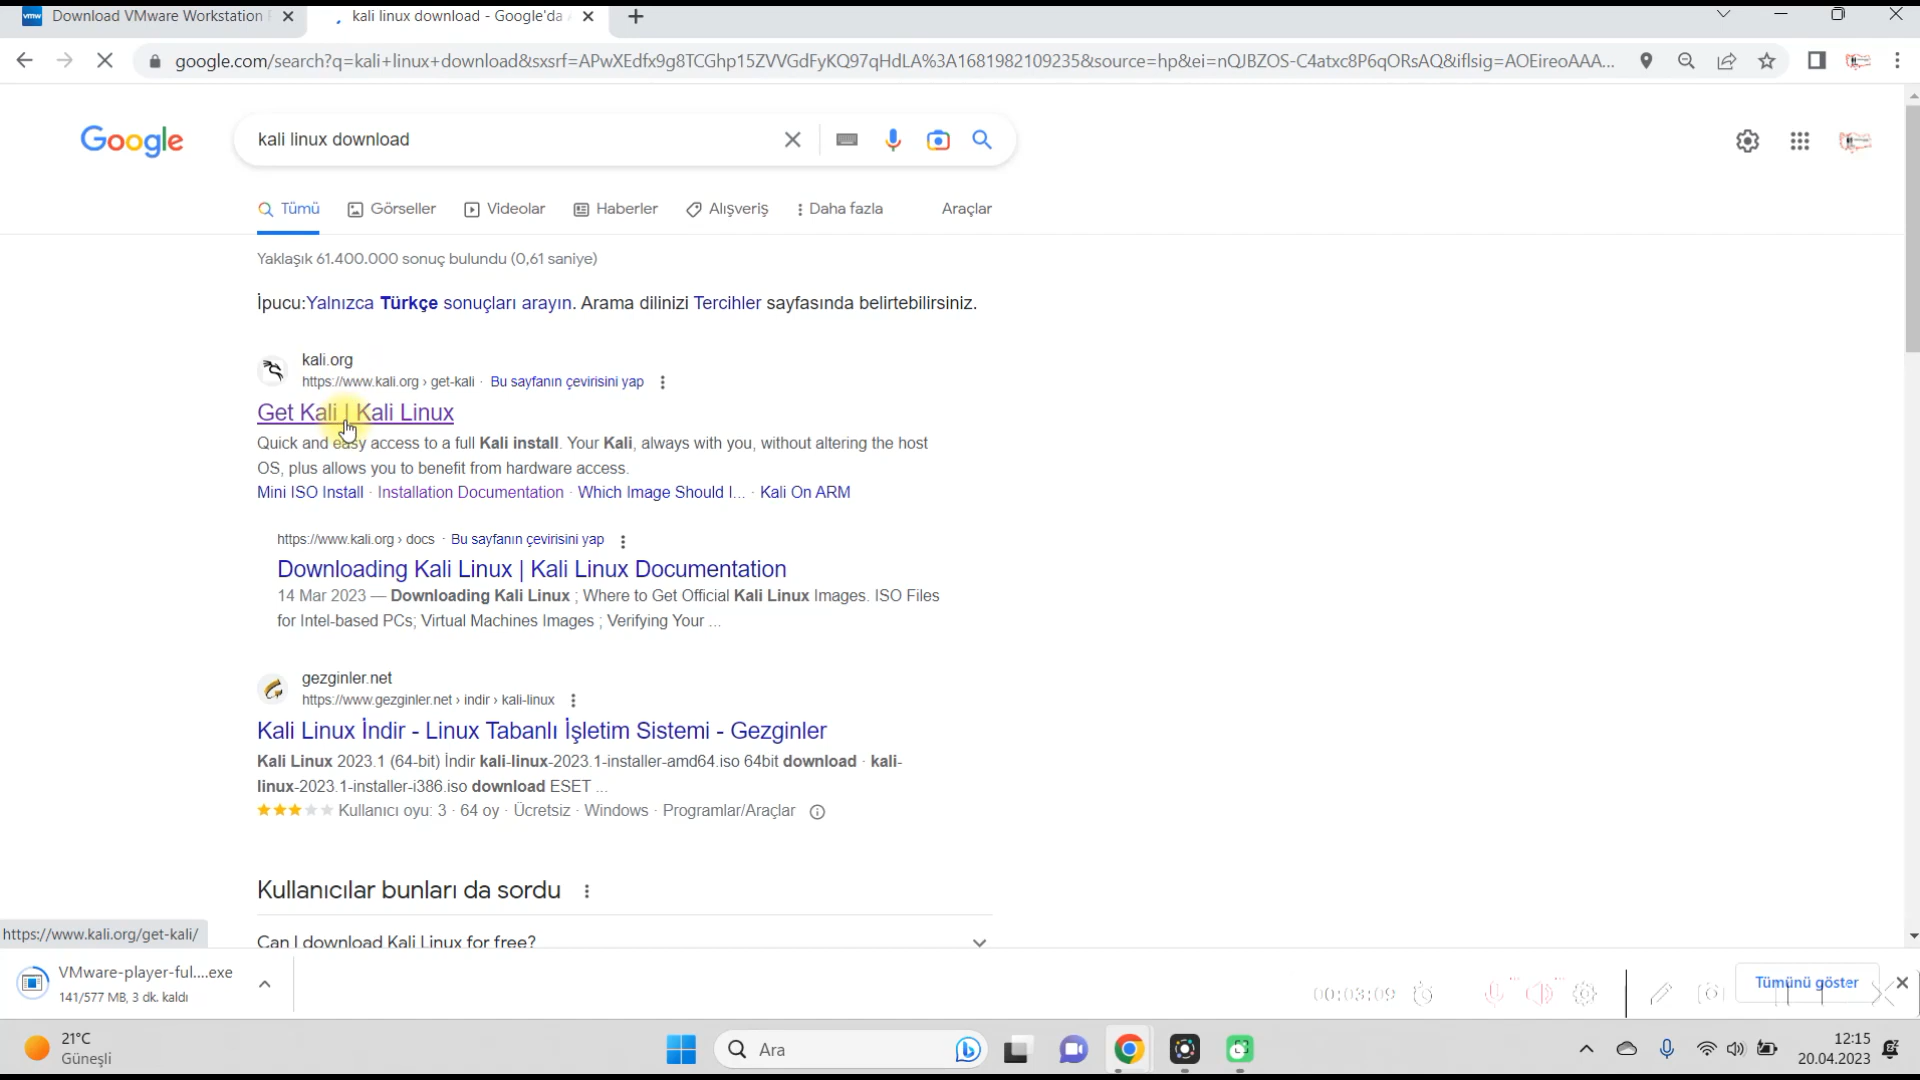 vmw Download VMware Workstation
kali linux download - Google'da
google.com/search?q=kali+linux+download&sxsrf=APwXEdfx9g8TCGhp15ZVVGdFyKQ97qHdLA%3A1681982109235&source=hp&ei=nQJBZOS-C4atxc8P6qORsAQ&iflsig=AOEireoAAA...
Google
kali linux download
Tümü Görseller Videolar Haberler Alışveriş Daha fazla Araçlar
Yaklaşık 61.400.000 sonuç bulundu (0,61 saniye)
İpucu:Yalnızca Türkçe sonuçları arayın. Arama dilinizi Tercihler sayfasında belirtebilirsiniz.
kali.org
https://www.kali.org › get-kali · Bu sayfanın çevirisini yap
Get Kali | Kali Linux
Quick and easy access to a full Kali install. Your Kali, always with you, without altering the host
OS, plus allows you to benefit from hardware access.
Mini ISO Install · Installation Documentation · Which Image Should I... · Kali On ARM
https://www.kali.org › docs · Bu sayfanın çevirisini yap
Downloading Kali Linux | Kali Linux Documentation
14 Mar 2023 — Downloading Kali Linux ; Where to Get Official Kali Linux Images. ISO Files
for Intel-based PCs; Virtual Machines Images ; Verifying Your ...
gezginler.net
https://www.gezginler.net › indir › kali-linux
Kali Linux İndir - Linux Tabanlı İşletim Sistemi - Gezginler
Kali Linux 2023.1 (64-bit) İndir kali-linux-2023.1-installer-amd64.iso 64bit download · kali-
linux-2023.1-installer-i386.iso download ESET ...
Kullanıcı oyu: 3 · 64 oy · Ücretsiz · Windows · Programlar/Araçlar
Kullanıcılar bunları da sordu
Can I download Kali Linux for free?
https://www.kali.org/get-kali/
VMware-player-ful....exe
141/577 MB, 3 dk. kaldı
00:03:09
Tümünü göster
21°C
Güneşli
Ara
12:15
20.04.2023